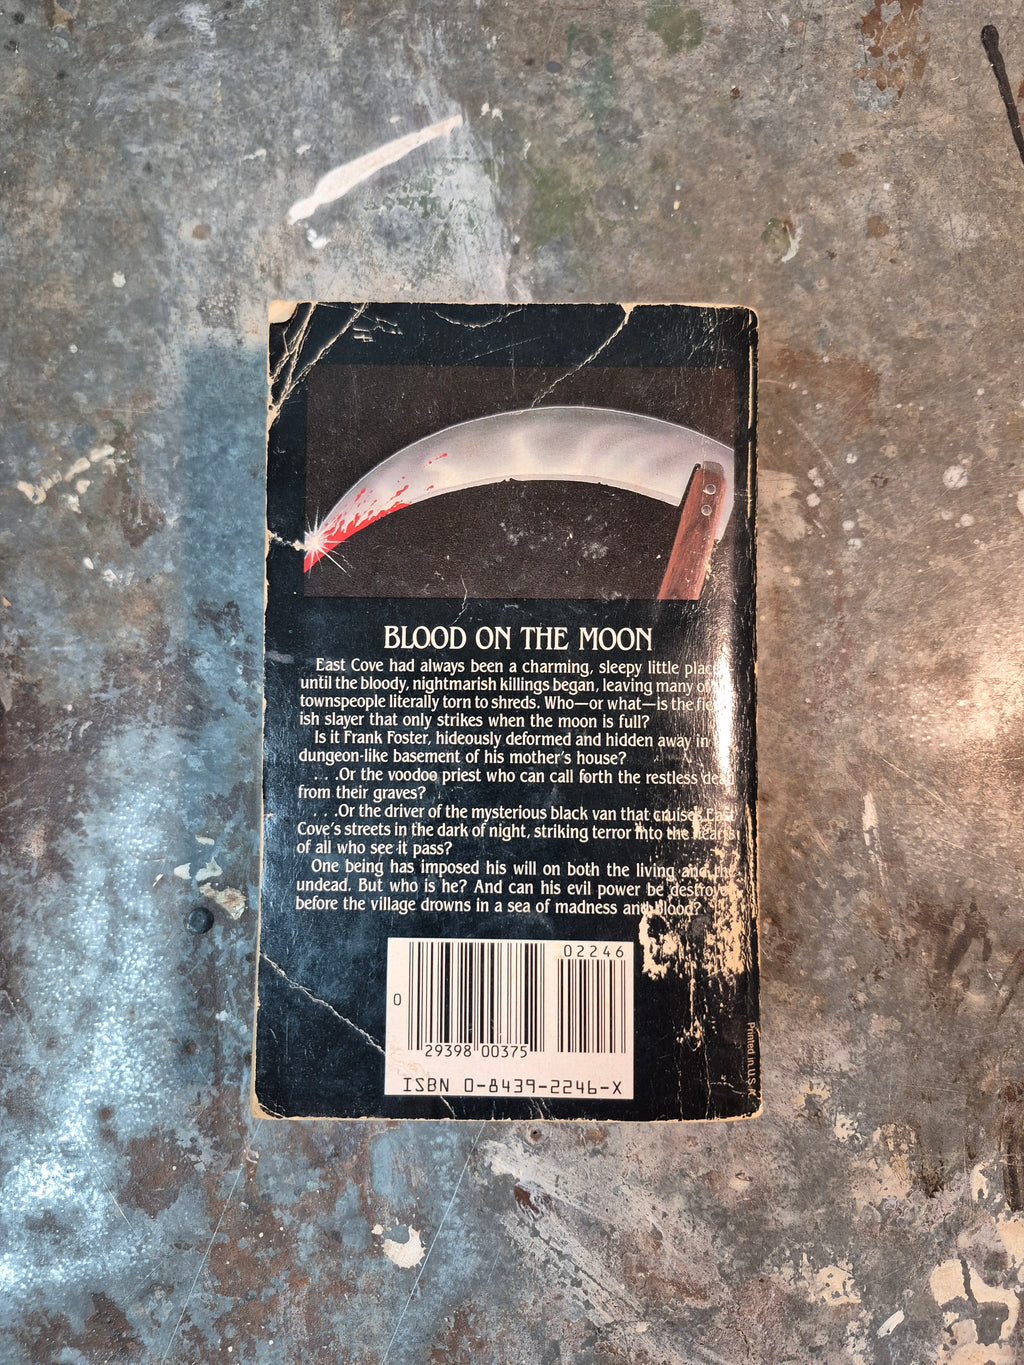 BLOOD ON THE MOON
East Cove had always been a charming, sleepy little place
until the bloody, nightmarish killings began, leaving many of
townspeople literally torn to shreds. Who—or what—is the
ish slayer that only strikes when the moon is full?
Is it Frank Foster, hideously deformed and hidden away in
dungeon-like basement of his mother's house?
. . .Or the voodoo priest who can call forth the restless dead
from their graves?
. . .Or the driver of the mysterious black van that cruises East
Cove's streets in the dark of night, striking terror into the hearts
of all who see it pass?
One being has imposed his will on both the living and the
undead. But who is he? And can his evil power be destroyed
before the village drowns in a sea of madness and blood?
02246
0
29398 00375
ISBN 0-8439-2246-X
Printed in U.S.A.